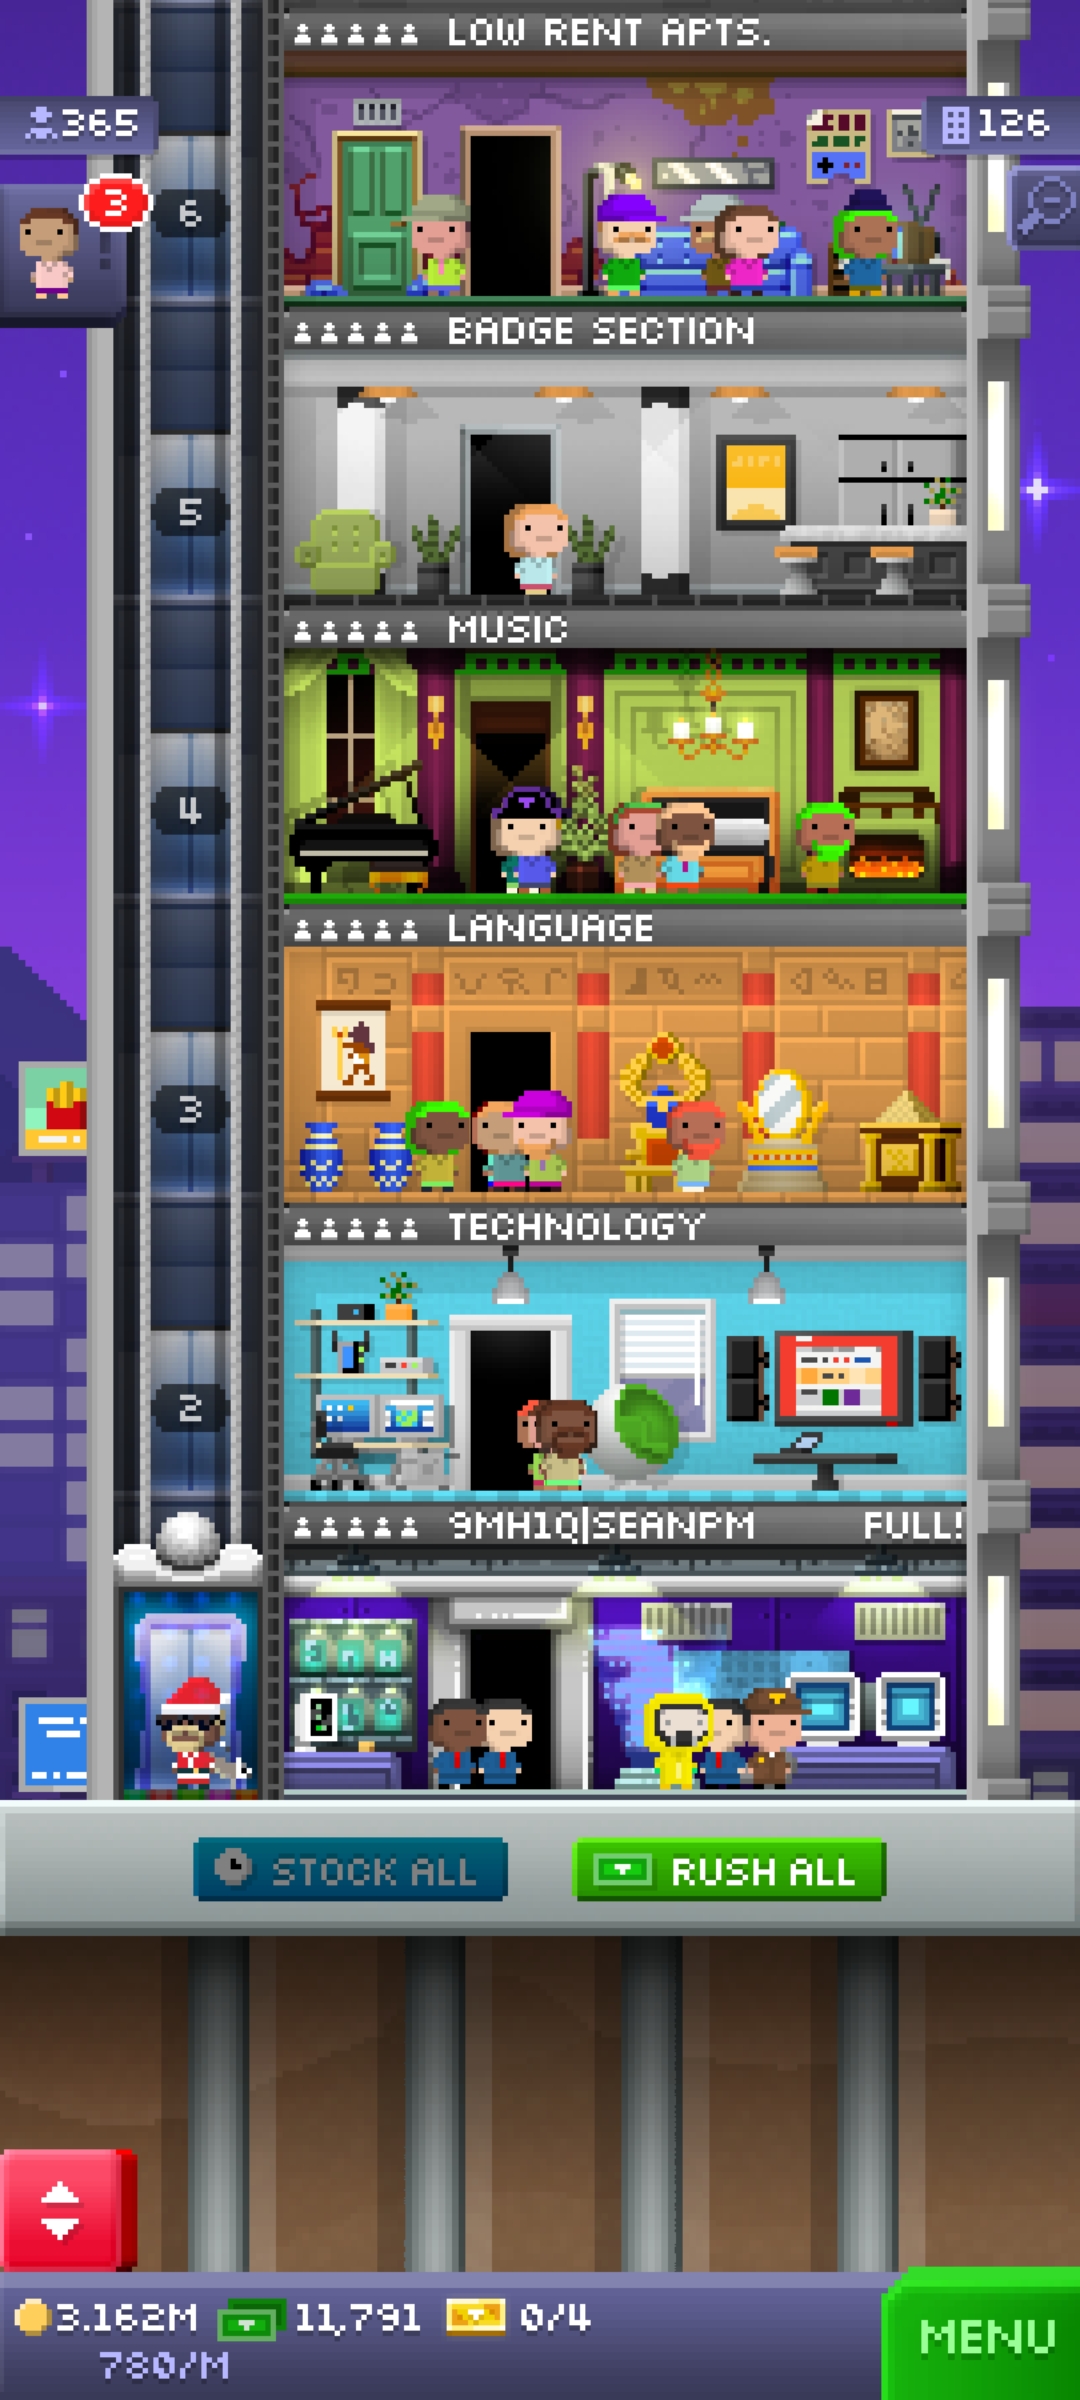 LOW RENT APTS.
365
126
3
6
BADGE SECTION
5
MUSIC
4
LANGUAGE
3
TECHNOLOGY
2
9MH1Q|SEANPM FULL!
STOCK ALL
RUSH ALL
3.162M 11,791 0/4
780/M
MENU